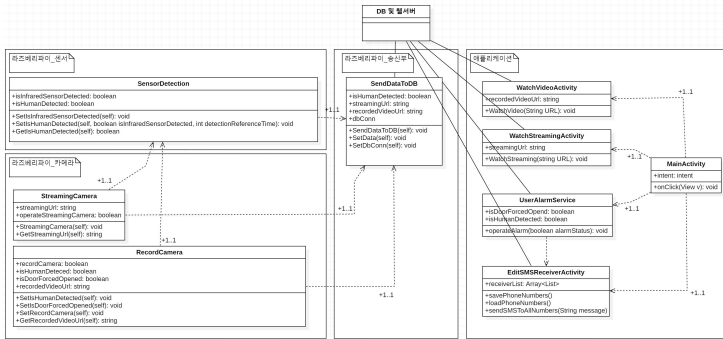 DB 및 웹서버
라즈베리파이_센서
SensorDetection
+isInfraredSensorDetected: boolean
+isHumanDetected: boolean
+SetIsInfraredSensorDetected(self): void
+SetIsHumanDetected(self, boolean isInfraredSensorDetected, int detectionReferenceTime): void
+GetIsHumanDetected(self): boolean
+1..1
라즈베리파이_카메라
StreamingCamera
+streamingUrl: string
+operateStreamingCamera: boolean
+StreamingCamera(self): void
+GetStreamingUrl(self): string
+1..1
+1..1
+1..1
RecordCamera
+recordCamera: boolean
+isHumanDeteced: boolean
+isDoorForcedOpened: boolean
+recordedVideoUrl: string
+SetIsHumanDetected(self): void
+SetIsDoorForcedOpened(self): void
+SetRecordCamera(self): void
+GetRecordedVideoUrl(self): string
+1..1
라즈베리파이_송신부
SendDataToDB
+isHumanDetected: boolean
+streamingUrl: string
+recordedVideoUrl: string
+dbConn
+SendDataToDB(self): void
+SetData(self): void
+SetDbConn(self): void
애플리케이션
WatchVideoActivity
+recordedVideoUrl: string
+WatchVideo(String URL): void
+1..1
WatchStreamingActivity
+streamingUrl: string
+WatchStreaming(string URL): void
+1..1
MainActivity
+intent: intent
+onClick(View v): void
UserAlarmService
+isDoorForcedOpend: boolean
+isHumanDetected: boolean
+operateAlarm(boolean alarmStatus): void
+1..1
EditSMSReceiverActivity
+receiverList: Array<List>
+savePhoneNumbers()
+loadPhoneNumbers()
+sendSMSToAllNumbers(String message)
+1..1